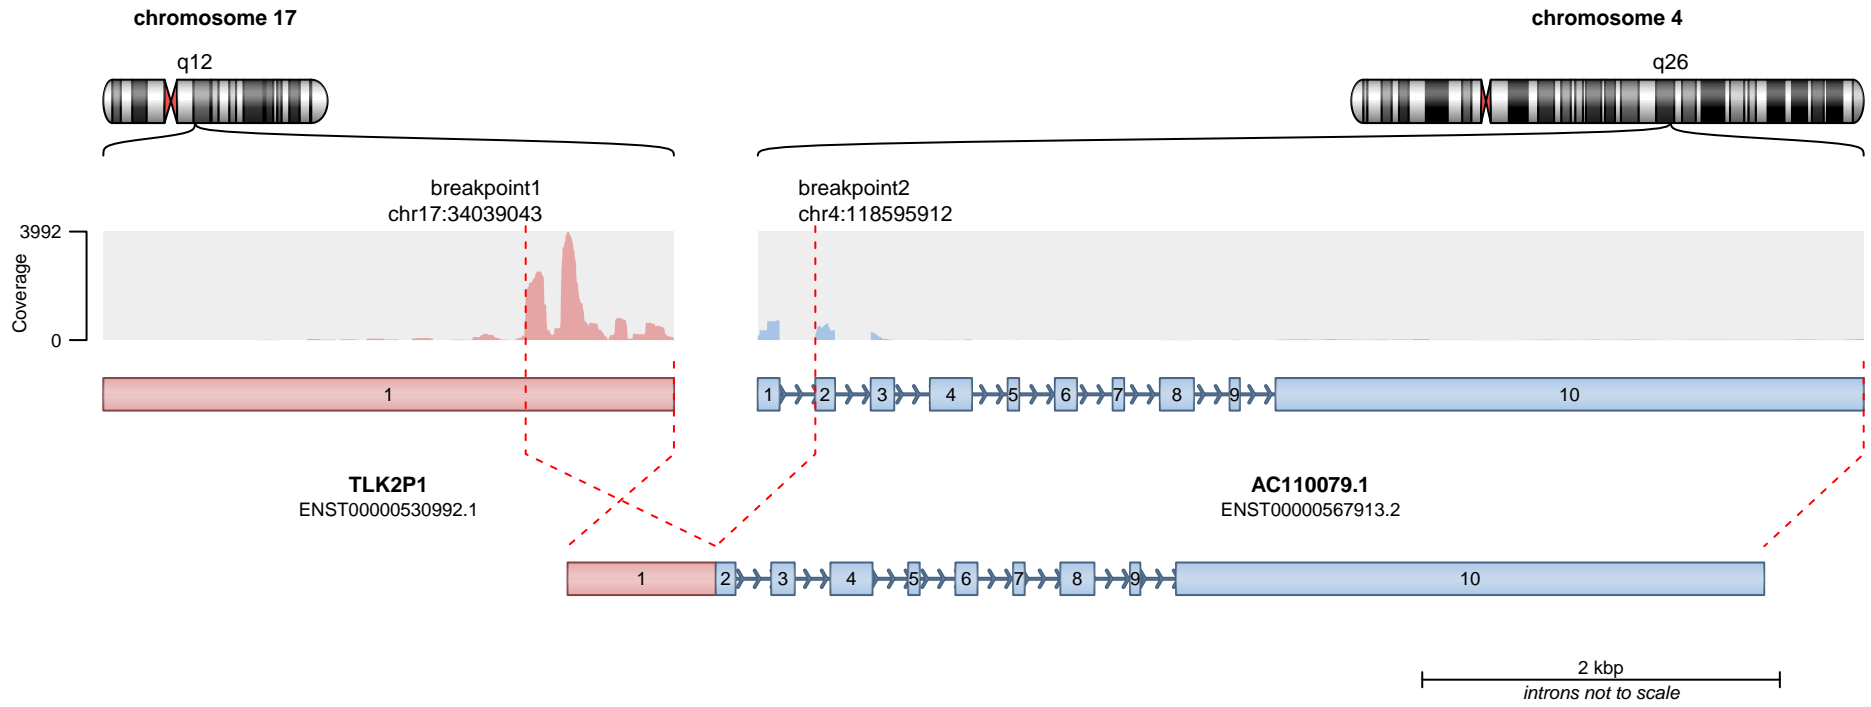 chromosome 17
chromosome 4
q12
q26
breakpoint1
chr17:34039043
breakpoint2
chr4:118595912
3992
Coverage
0
1
1 2 3 4 5 6 7 8 9 10
TLK2P1
ENST00000530992.1
AC110079.1
ENST00000567913.2
1 2 3 4 5 6 7 8 9 10
2 kbp
introns not to scale